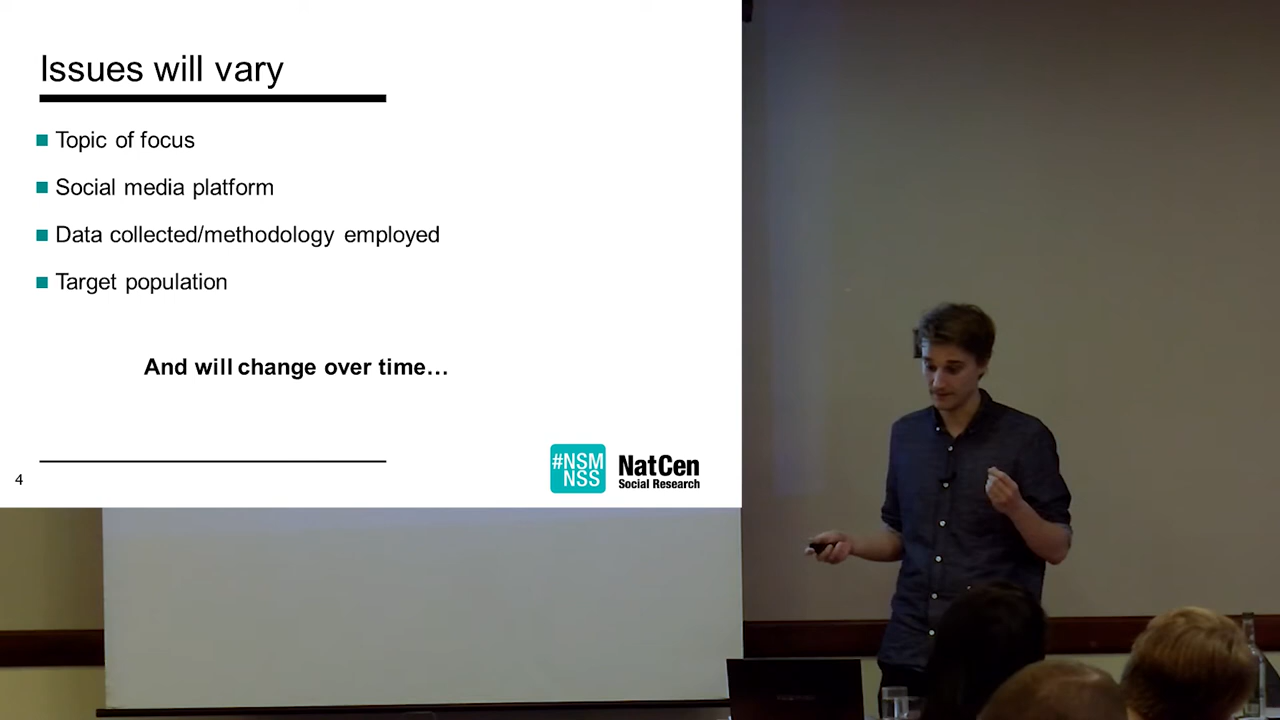 Issues will vary
Topic of focus
Social media platform
Data collected/methodology employed
Target population
And will change over time...
4
#NSM
NSS
NatCen
Social Research